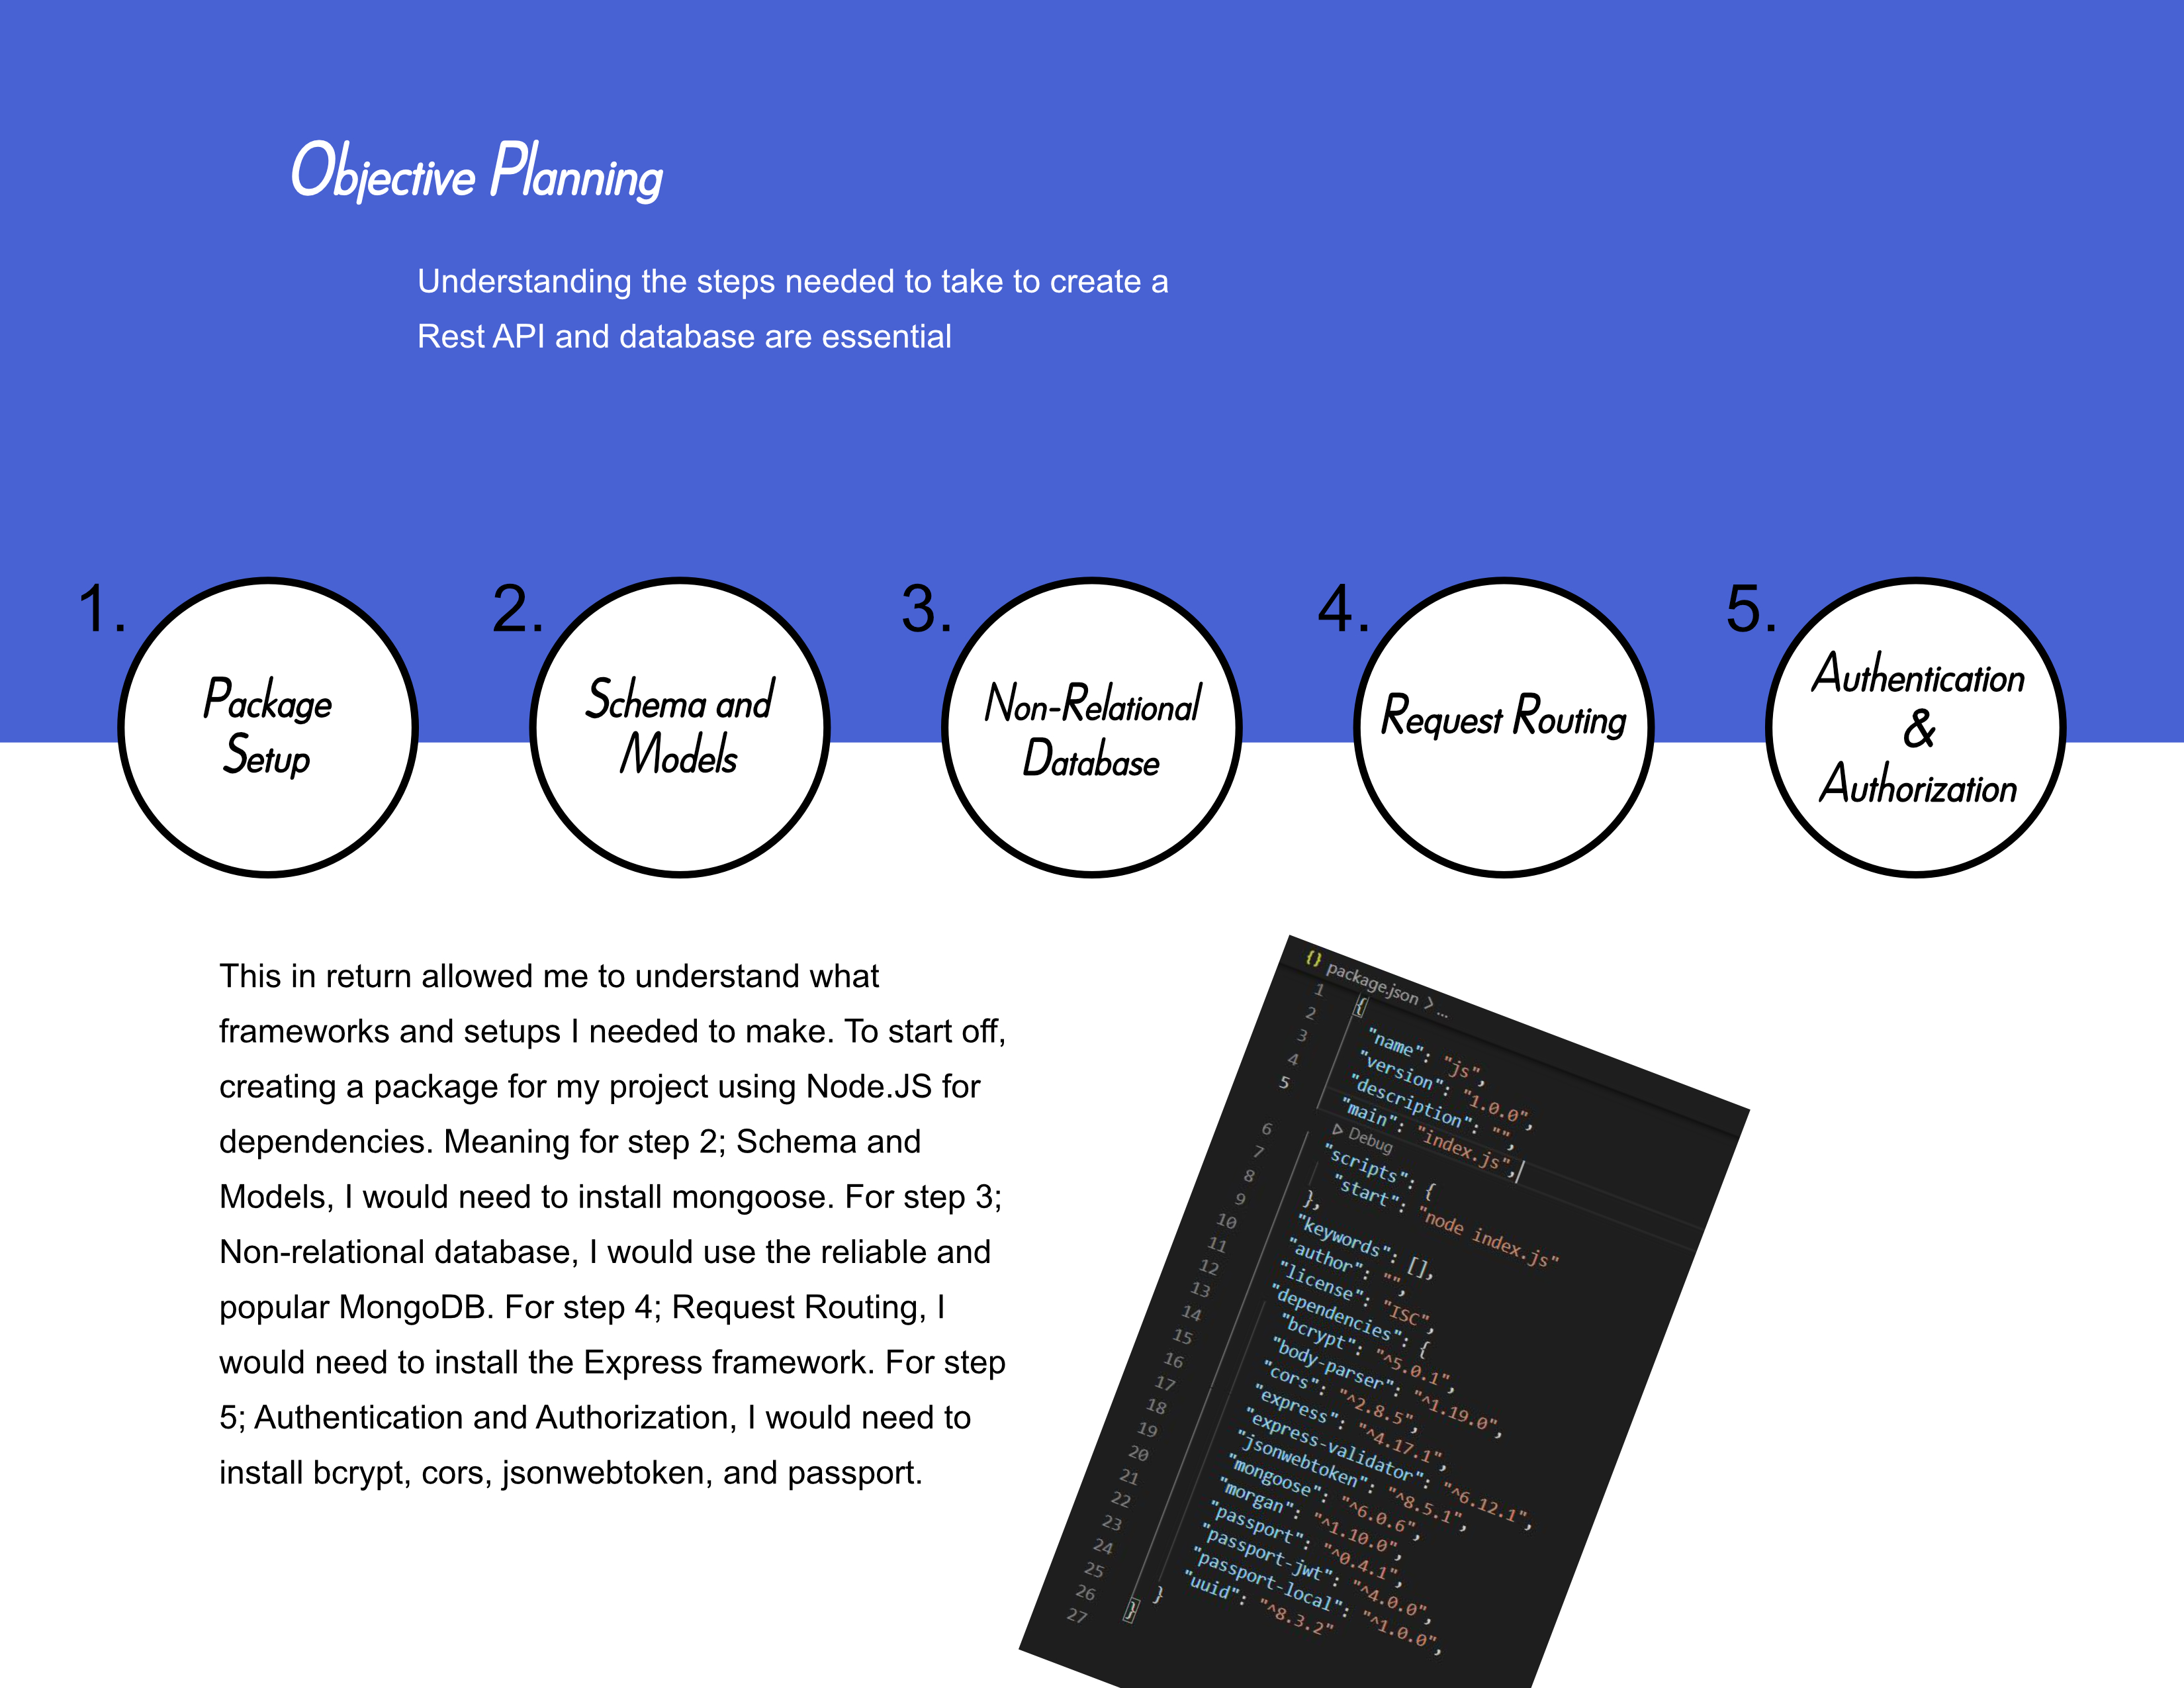 Objective Planning
Understanding the steps needed to take to create a
Rest API and database are essential
1.
Package
Setup
2.
Schema and
Models
3.
Non-Relational
Database
4.
Request Routing
5.
Authentication
&
Authorization
This in return allowed me to understand what
frameworks and setups I needed to make. To start off,
creating a package for my project using Node.JS for
dependencies. Meaning for step 2; Schema and
Models, I would need to install mongoose. For step 3;
Non-relational database, I would use the reliable and
popular MongoDB. For step 4; Request Routing, I
would need to install the Express framework. For step
5; Authentication and Authorization, I would need to
install bcrypt, cors, jsonwebtoken, and passport.
{} package.json > ...
1 {
2 "name": "js",
3 "version": "1.0.0",
4 "description": "",
5 "main": "index.js",
▷ Debug
6 "scripts": {
7 "start": "node index.js"
8 },
9 "keywords": [],
10 "author": "",
11 "license": "ISC",
12 "dependencies": {
13 "bcrypt": "^5.0.1",
14 "body-parser": "^1.19.0",
15 "cors": "^2.8.5",
16 "express": "^4.17.1",
17 "express-validator": "^6.12.1",
18 "jsonwebtoken": "^8.5.1",
19 "mongoose": "^6.0.6",
20 "morgan": "^1.10.0",
21 "passport": "^0.4.1",
22 "passport-jwt": "^4.0.0",
23 "passport-local": "^1.0.0",
24 "uuid": "^8.3.2"
25 }
26 }
27